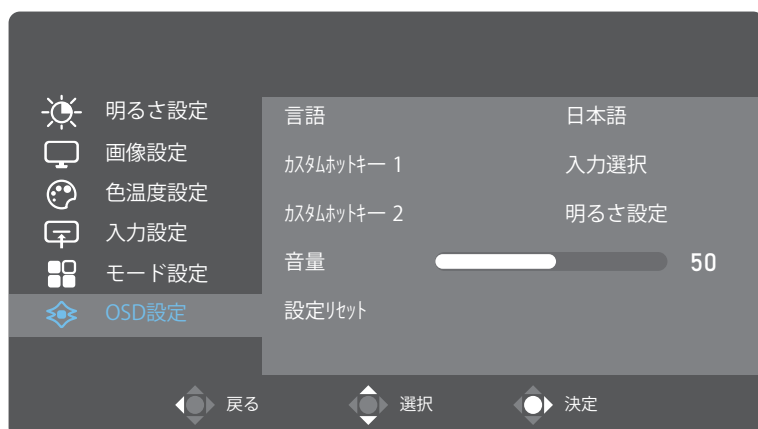 明るさ設定
画像設定
色温度設定
入力設定
モード設定
OSD設定
言語 日本語
ｶｽﾀﾑﾎｯﾄｷー 1 入力選択
ｶｽﾀﾑﾎｯﾄｷー 2 明るさ設定
音量 50
設定ﾘｾｯﾄ
戻る 選択 決定